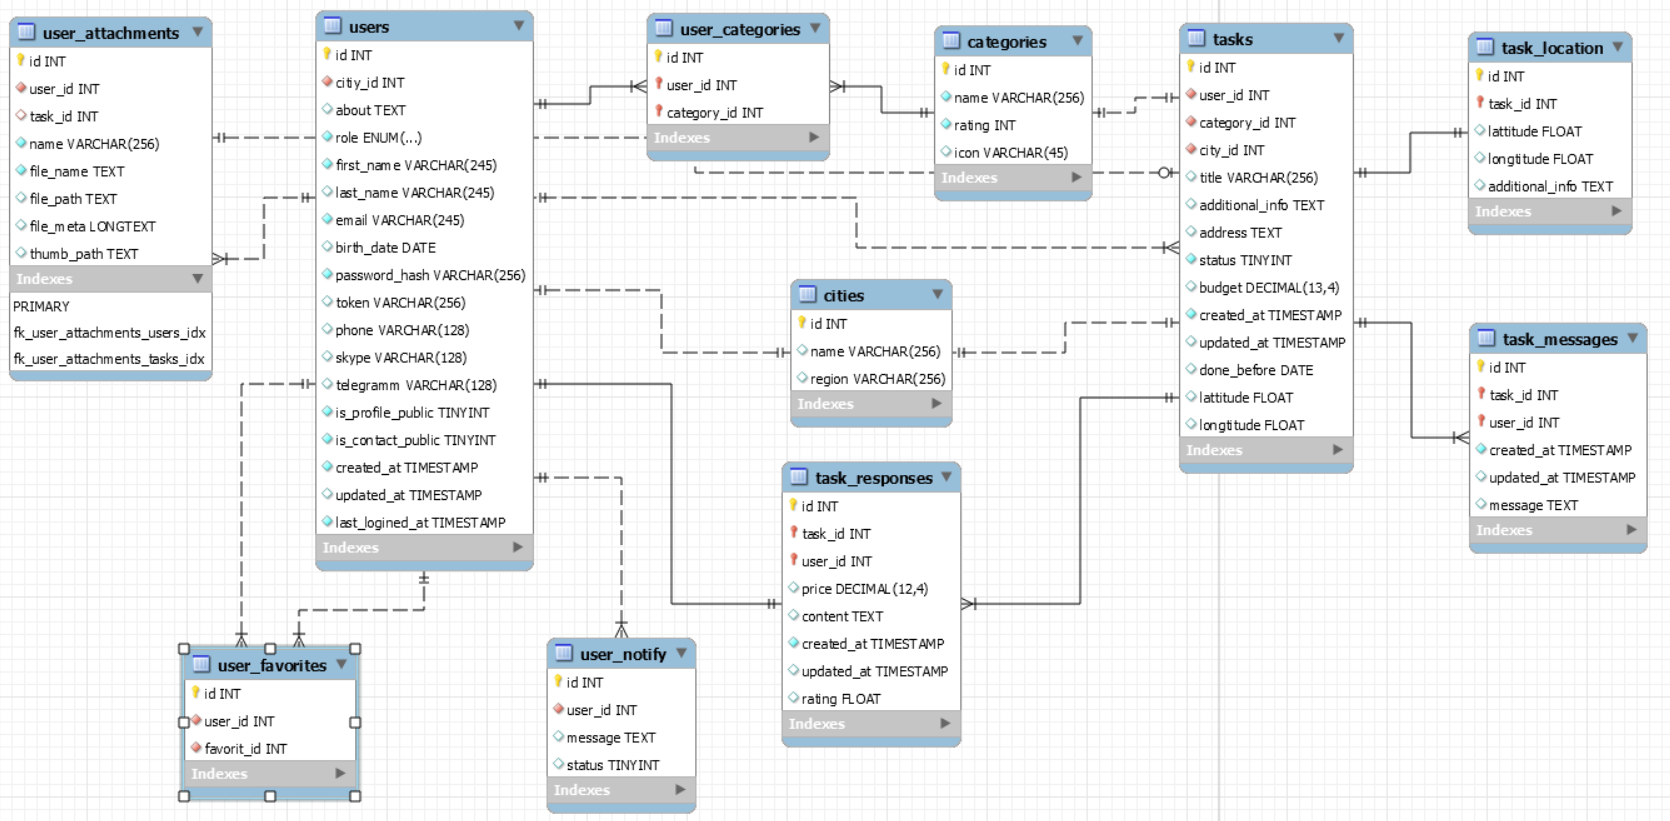 user_attachments
id INT
user_id INT
task_id INT
name VARCHAR(256)
file_name TEXT
file_path TEXT
file_meta LONGTEXT
thumb_path TEXT
Indexes
PRIMARY
fk_user_attachments_users_idx
fk_user_attachments_tasks_idx
users
id INT
citiy_id INT
about TEXT
role ENUM(...)
first_name VARCHAR(245)
last_name VARCHAR(245)
email VARCHAR(245)
birth_date DATE
password_hash VARCHAR(256)
token VARCHAR(256)
phone VARCHAR(128)
skype VARCHAR(128)
telegramm VARCHAR(128)
is_profile_public TINYINT
is_contact_public TINYINT
created_at TIMESTAMP
updated_at TIMESTAMP
last_logined_at TIMESTAMP
Indexes
user_categories
id INT
user_id INT
category_id INT
Indexes
categories
id INT
name VARCHAR(256)
rating INT
icon VARCHAR(45)
Indexes
tasks
id INT
user_id INT
category_id INT
city_id INT
title VARCHAR(256)
additional_info TEXT
address TEXT
status TINYINT
budget DECIMAL(13,4)
created_at TIMESTAMP
updated_at TIMESTAMP
done_before DATE
lattitude FLOAT
longtitude FLOAT
Indexes
task_location
id INT
task_id INT
lattitude FLOAT
longtitude FLOAT
additional_info TEXT
Indexes
cities
id INT
name VARCHAR(256)
region VARCHAR(256)
Indexes
task_messages
id INT
task_id INT
user_id INT
created_at TIMESTAMP
updated_at TIMESTAMP
message TEXT
Indexes
task_responses
id INT
task_id INT
user_id INT
price DECIMAL(12,4)
content TEXT
created_at TIMESTAMP
updated_at TIMESTAMP
rating FLOAT
Indexes
user_favorites
id INT
user_id INT
favorit_id INT
Indexes
user_notify
id INT
user_id INT
message TEXT
status TINYINT
Indexes